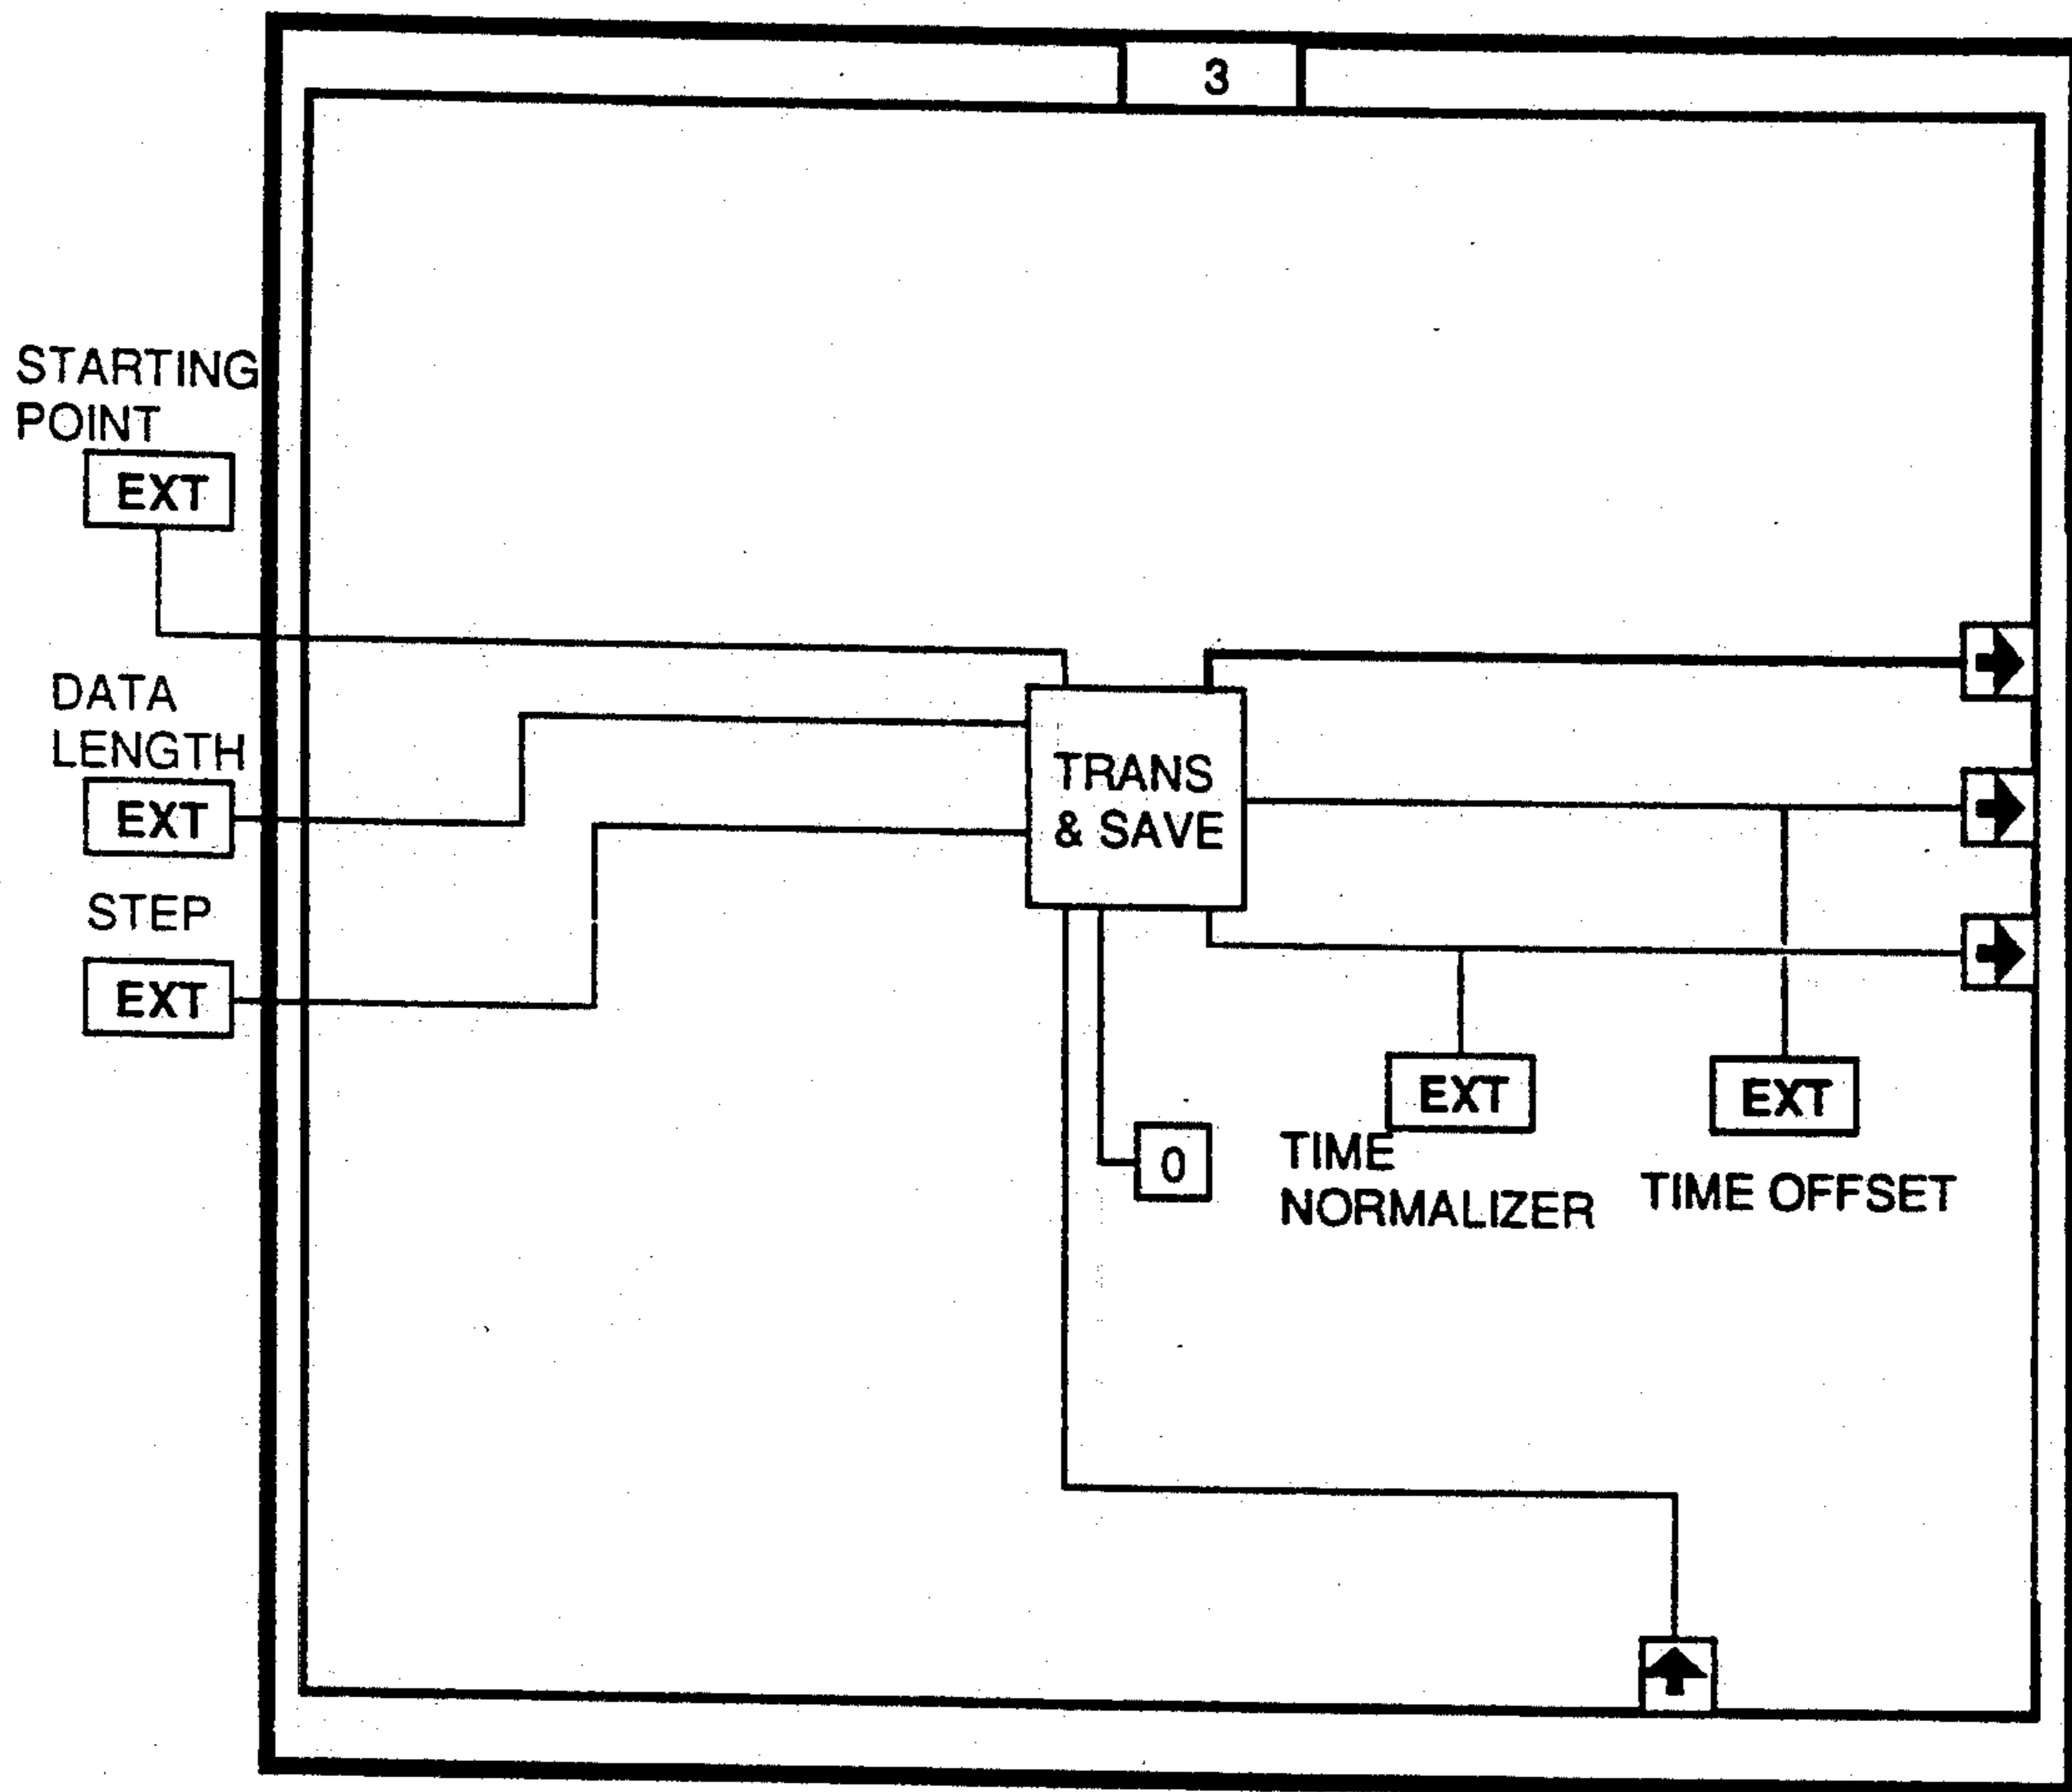 3
STARTING
POINT
EXT
DATA
LENGTH
EXT
STEP
EXT
TRANS
& SAVE
0
EXT
TIME
NORMALIZER
EXT
TIME OFFSET